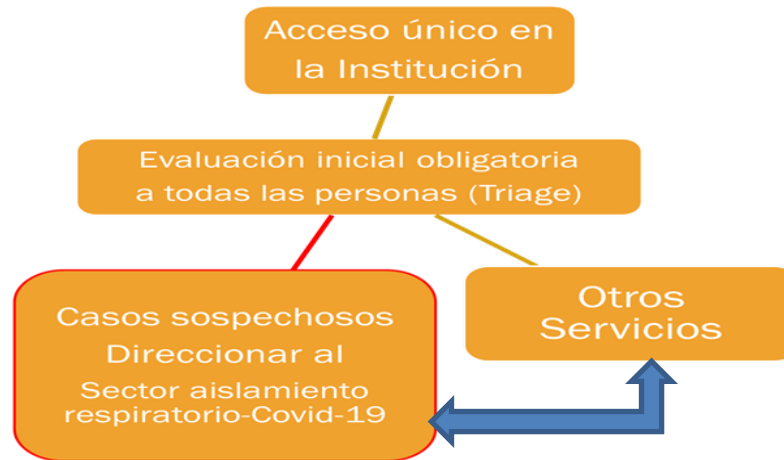 Acceso único en
la Institución
Evaluación inicial obligatoria
a todas las personas (Triage)
Casos sospechosos
Direccionar al
Sector aislamiento
respiratorio-Covid-19
Otros
Servicios